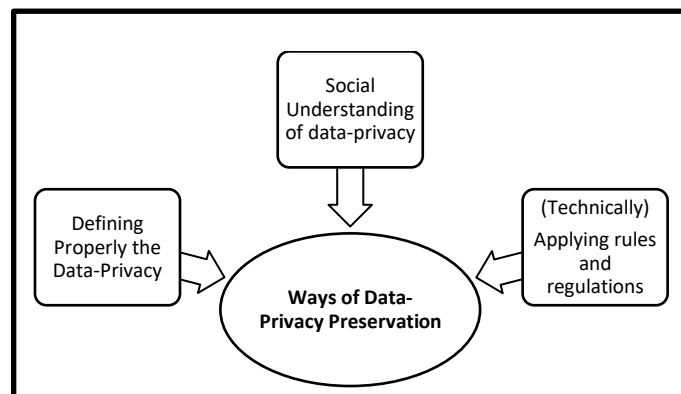 Social
Understanding
of data-privacy
Defining
Properly the
Data-Privacy
(Technically)
Applying rules
and
regulations
Ways of Data-
Privacy Preservation